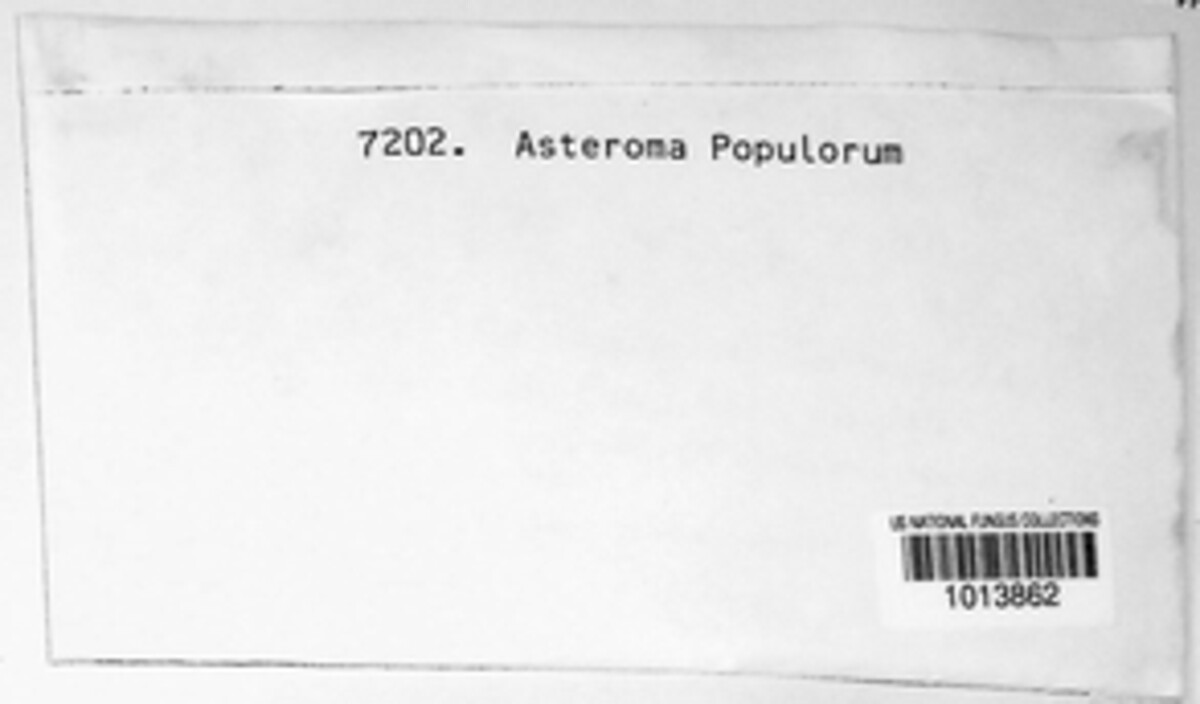 7202. Asteroma Populorum
US NATIONAL FUNGUS COLLECTIONS
1013862